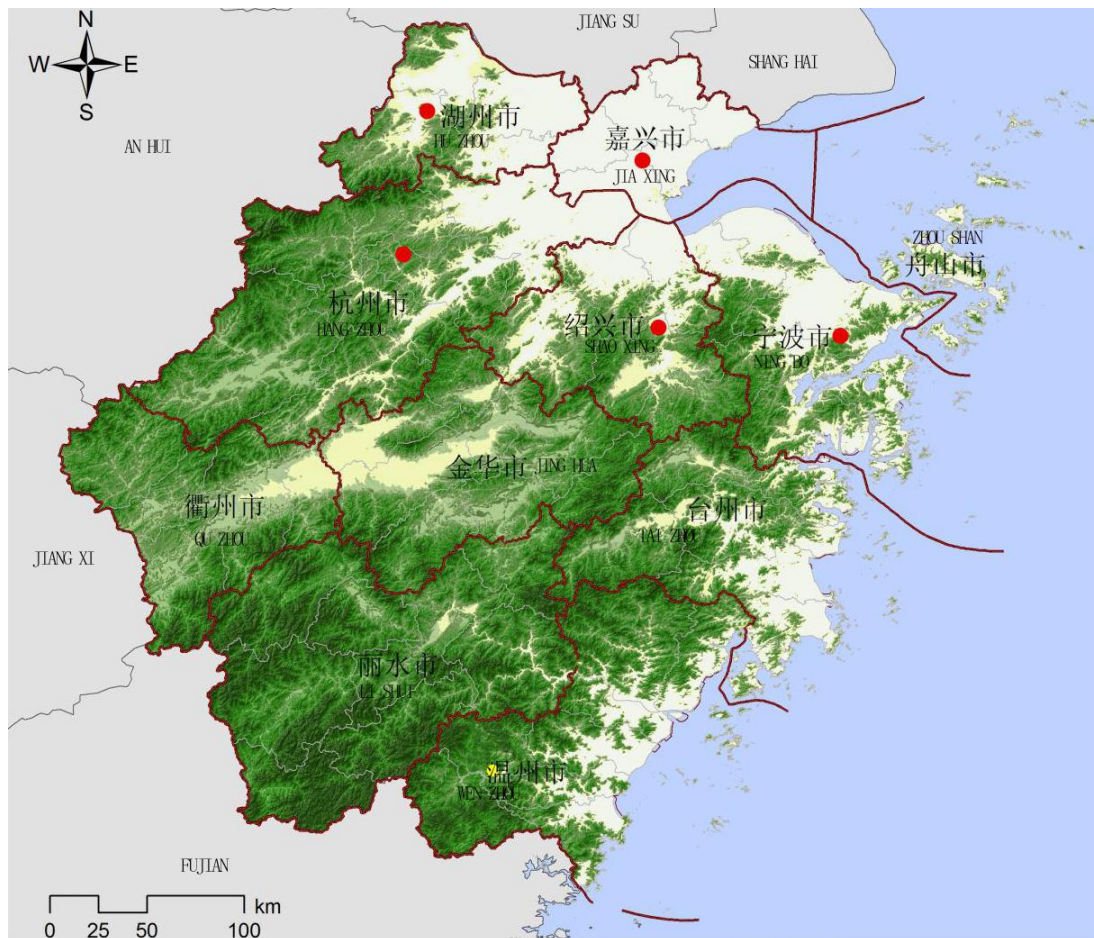 N
JIANG SU
W
E
SHANG HAI
S
湖州市
HU ZHOU
嘉兴市
AN HUI
JIA XING
ZHOU SHAN
舟山市
杭州市
HANG ZHOU
绍兴市
SHAO XING
宁波市
NING BO
金华市
JING HUA
衢州市
QU ZHOU
台州市
TAI ZHOU
JIANG XI
丽水市
LI SHUI
温州市
WEN ZHOU
FUJIAN
km
0 25 50 100